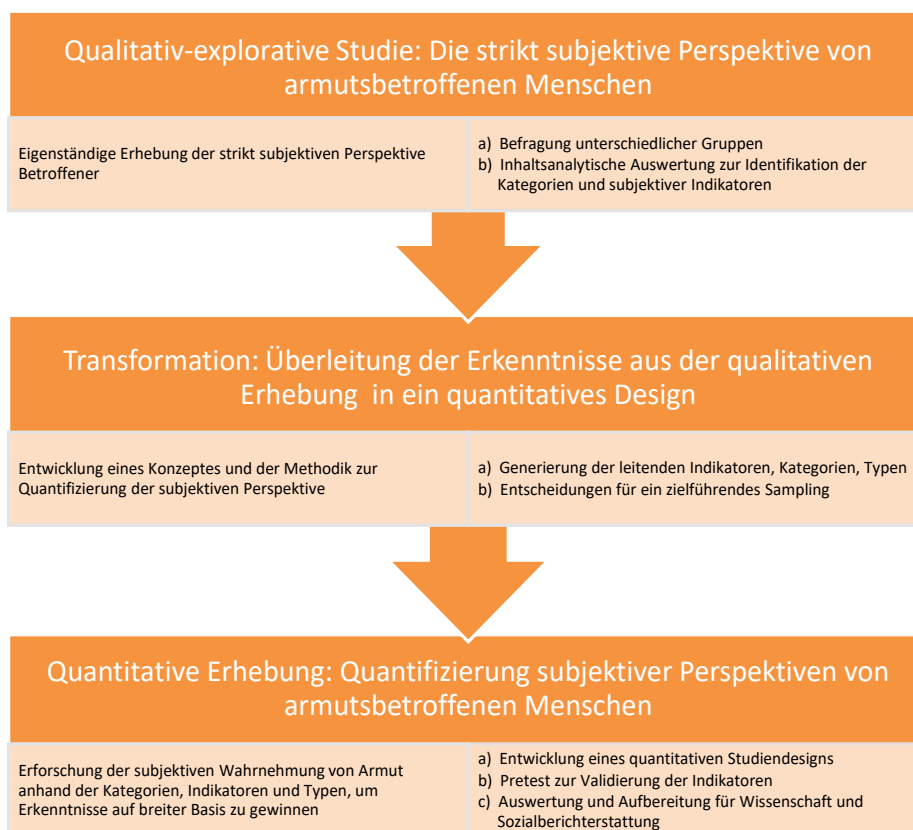 Qualitativ-explorative Studie: Die strikt subjektive Perspektive von
armutsbetroffenen Menschen
Eigenständige Erhebung der strikt subjektiven Perspektive
Betroffener
a) Befragung unterschiedlicher Gruppen
b) Inhaltsanalytische Auswertung zur Identifikation der
Kategorien und subjektiver Indikatoren
Transformation: Überleitung der Erkenntnisse aus der qualitativen
Erhebung in ein quantitatives Design
Entwicklung eines Konzeptes und der Methodik zur
Quantifizierung der subjektiven Perspektive
a) Generierung der leitenden Indikatoren, Kategorien, Typen
b) Entscheidungen für ein zielführendes Sampling
Quantitative Erhebung: Quantifizierung subjektiver Perspektiven von
armutsbetroffenen Menschen
Erforschung der subjektiven Wahrnehmung von Armut
anhand der Kategorien, Indikatoren und Typen, um
Erkenntnisse auf breiter Basis zu gewinnen
a) Entwicklung eines quantitativen Studiendesigns
b) Pretest zur Validierung der Indikatoren
c) Auswertung und Aufbereitung für Wissenschaft und
Sozialberichterstattung